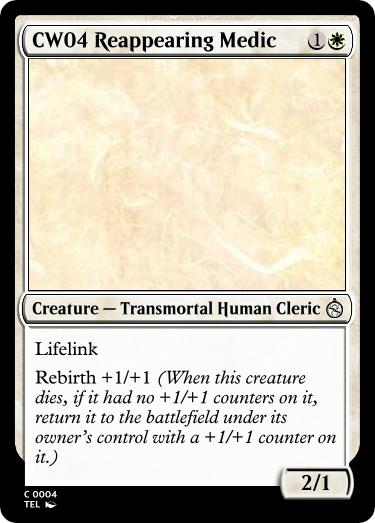 CW04 Reappearing Medic 1
Creature — Transmortal Human Cleric
Lifelink
Rebirth +1/+1 (When this creature
dies, if it had no +1/+1 counters on it,
return it to the battlefield under its
owner's control with a +1/+1 counter on
it.)
2/1
C 0004
TEL